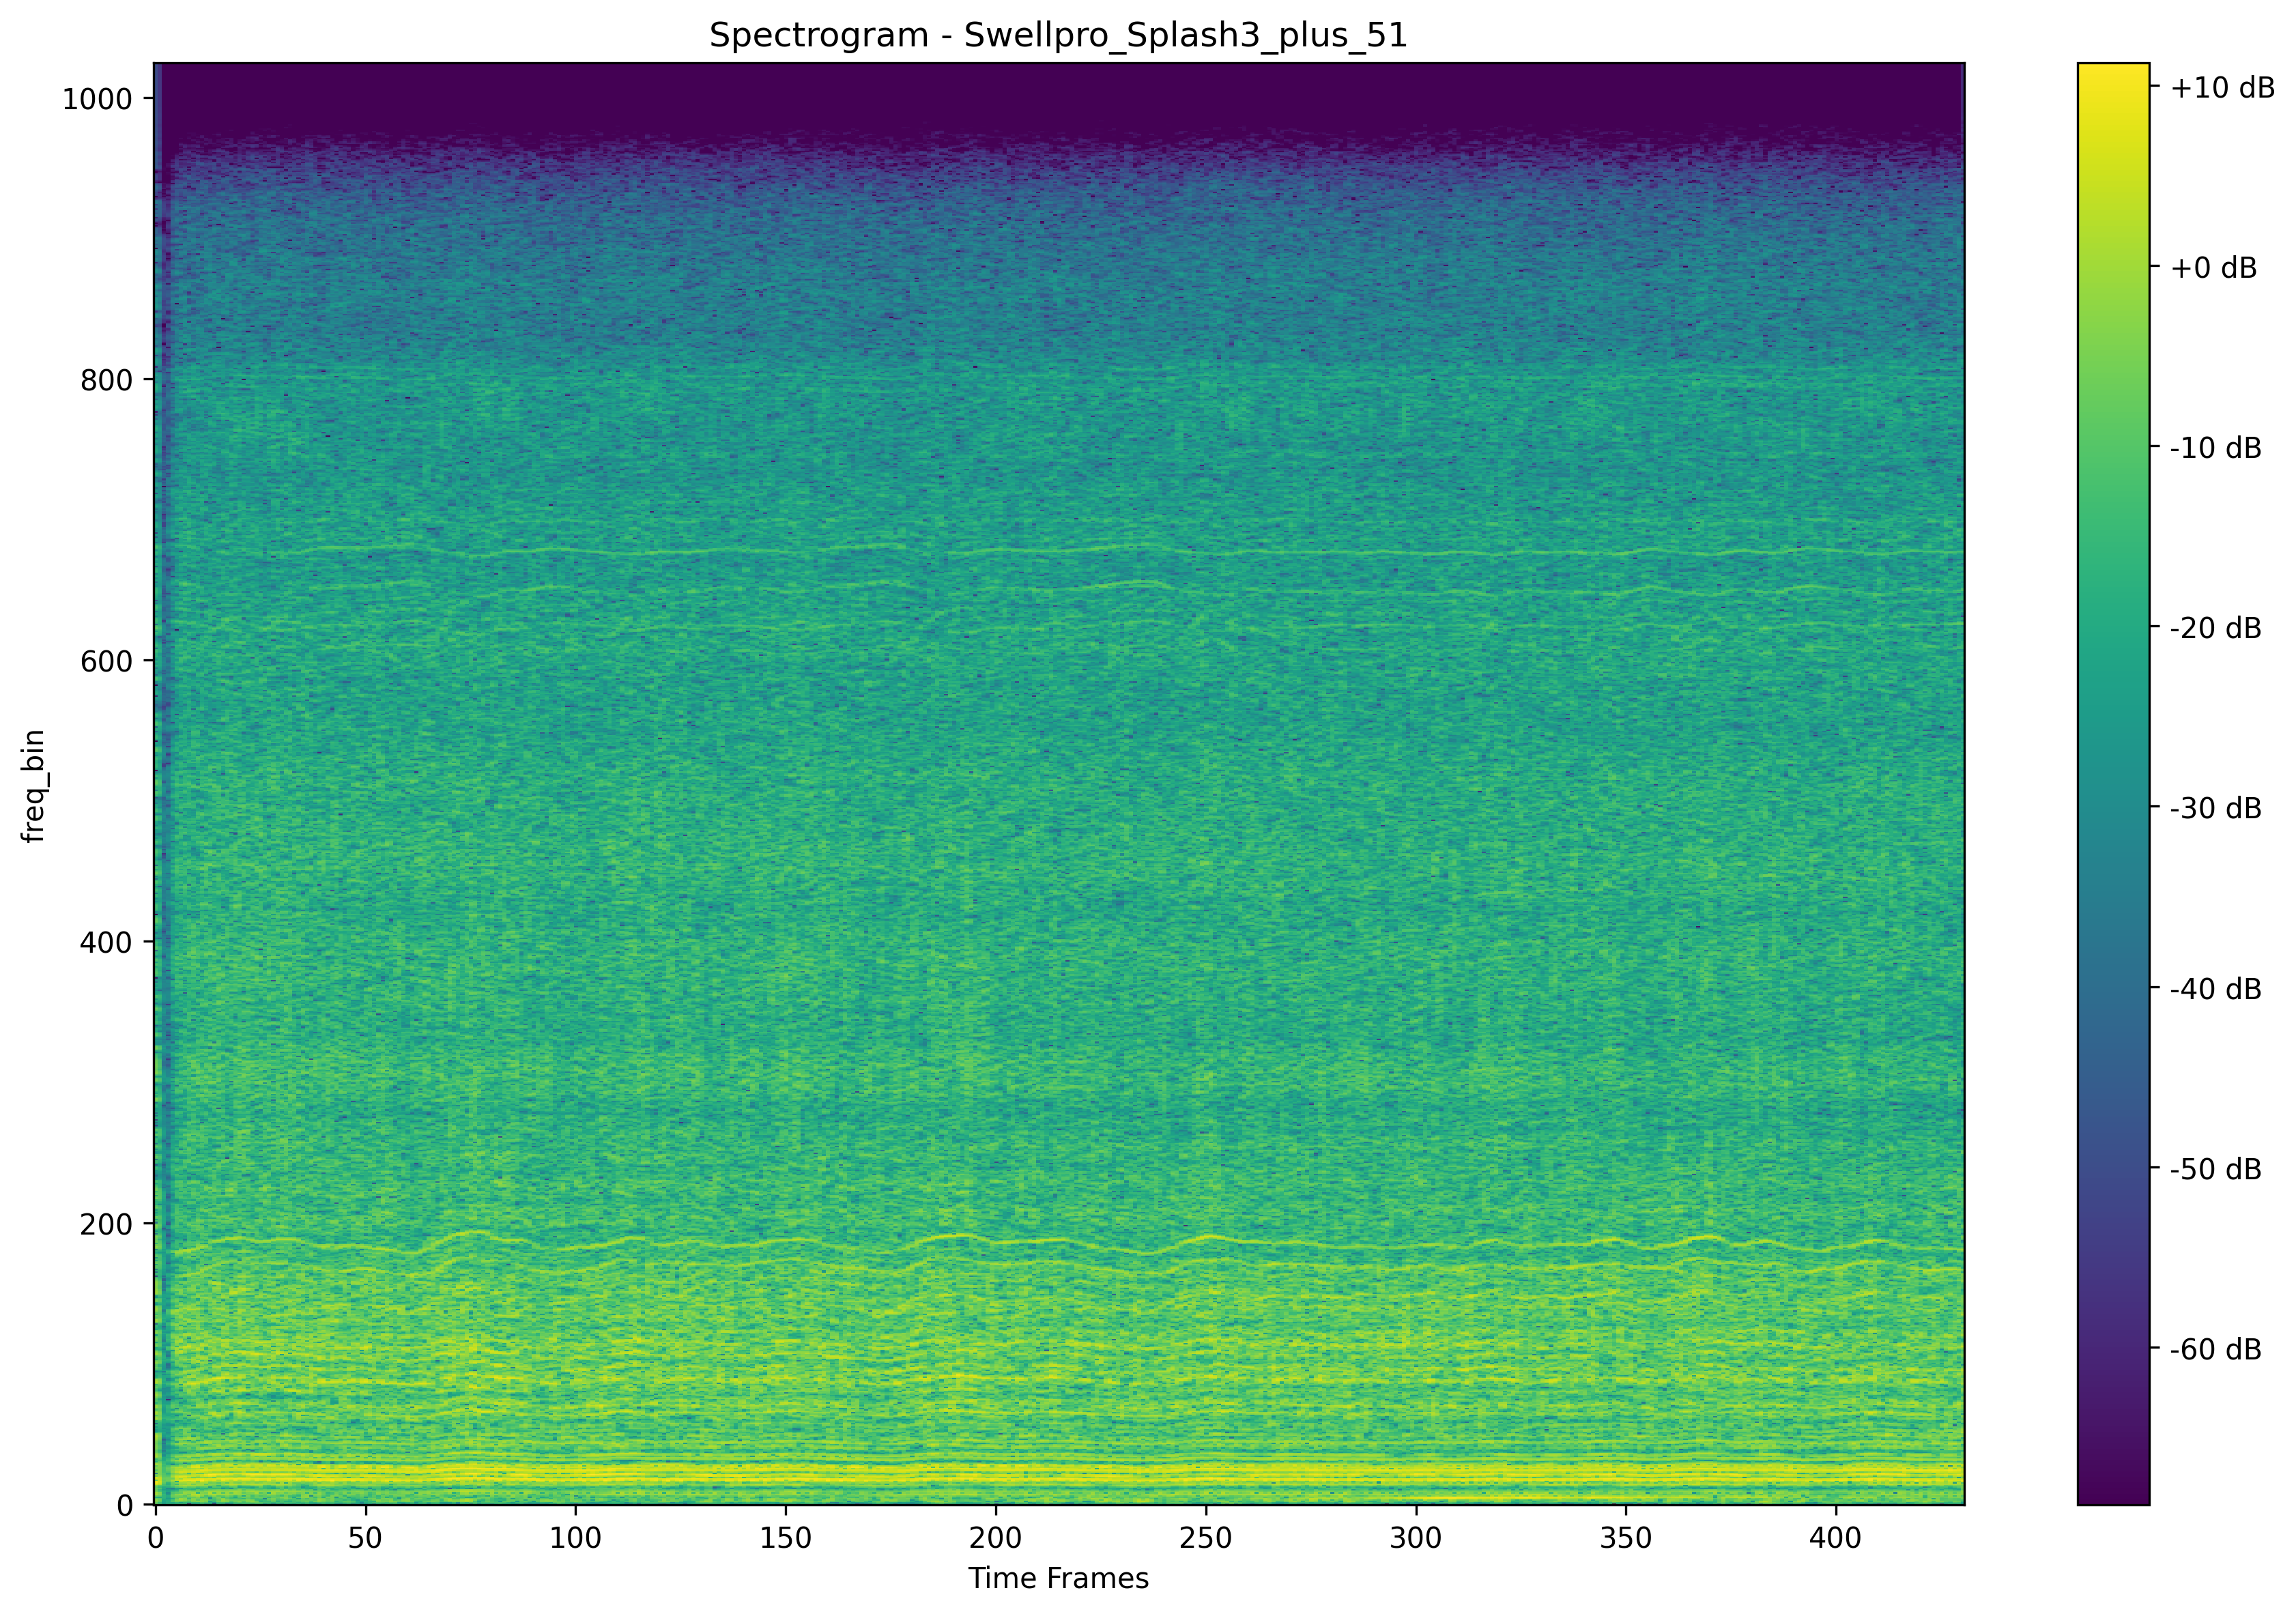 Spectrogram - Swellpro_Splash3_plus_51
1000
800
600
400
200
0
freq_bin
0 50 100 150 200 250 300 350 400
Time Frames
+10 dB
+0 dB
-10 dB
-20 dB
-30 dB
-40 dB
-50 dB
-60 dB